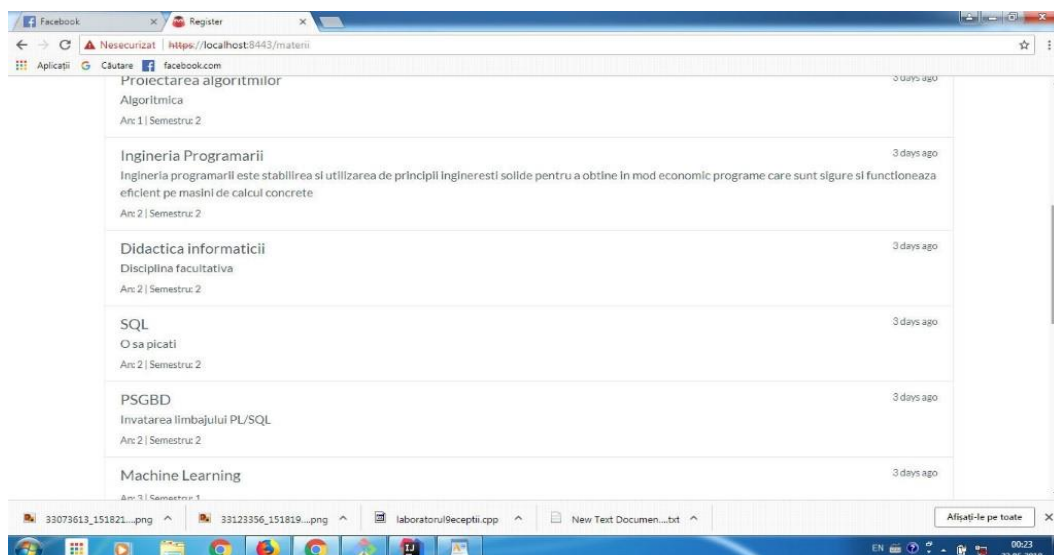 Facebook
Register
Nesecurizat | https://localhost:8443/materii
Aplicații Căutare facebook.com
Proiectarea algoritmilor 3 days ago
Algoritmica
An: 1 | Semestru: 2
Ingineria Programarii 3 days ago
Ingineria programarii este stabilirea si utilizarea de principii ingineresti solide pentru a obtine in mod economic programe care sunt sigure si functioneaza
eficient pe masini de calcul concrete
An: 2 | Semestru: 2
Didactica informaticii 3 days ago
Disciplina facultativa
An: 2 | Semestru: 2
SQL 3 days ago
O sa picati
An: 2 | Semestru: 2
PSGBD 3 days ago
Invatarea limbajului PL/SQL
An: 2 | Semestru: 2
Machine Learning 3 days ago
An: 3 | Semestru: 1
33073613_151821....png 33123356_151819....png laboratorul9eceptii.cpp New Text Documen....txt Afișați-le pe toate
EN 00:23